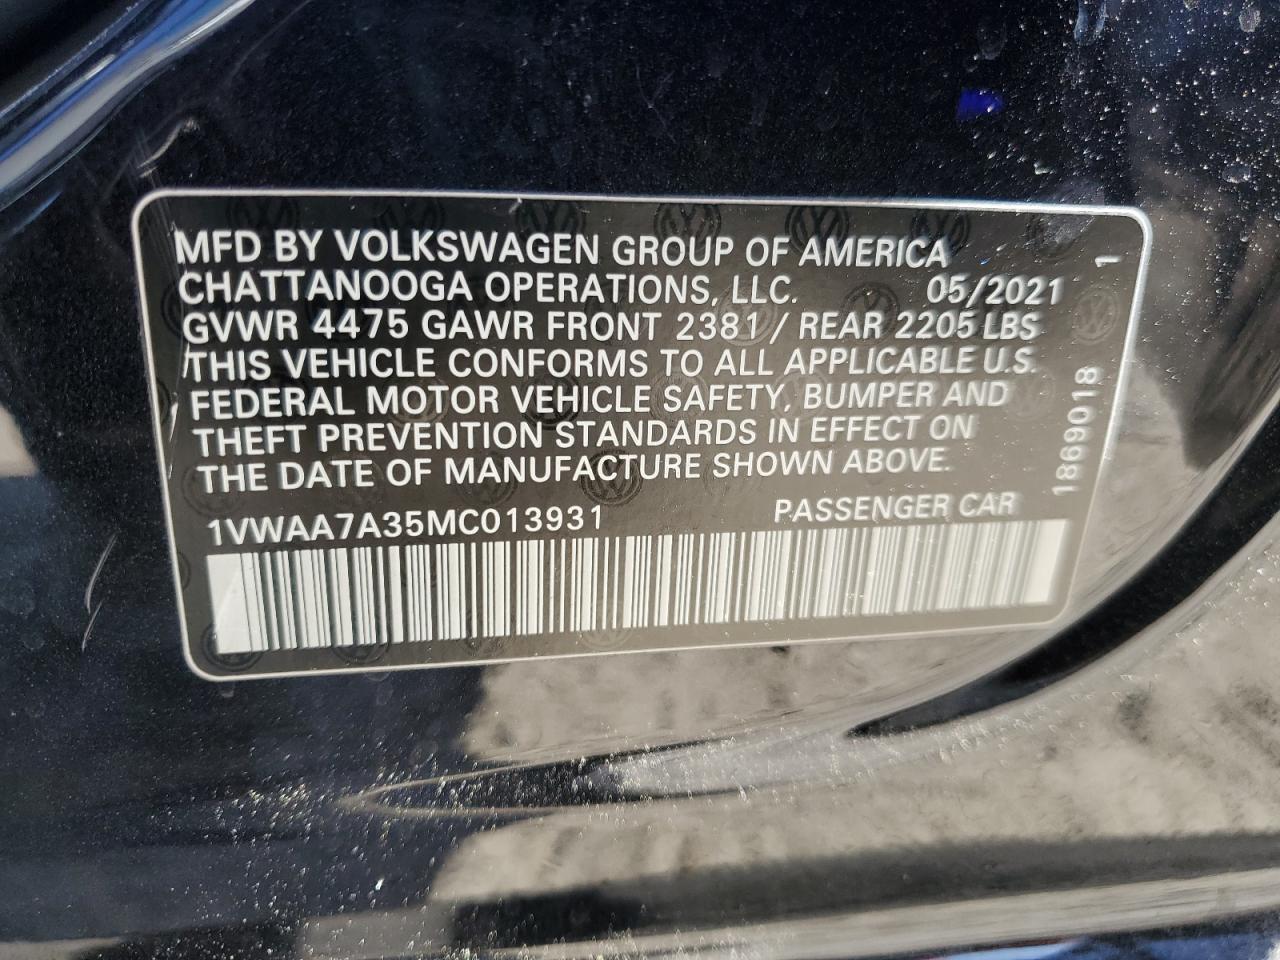 MFD BY VOLKSWAGEN GROUP OF AMERICA
CHATTANOOGA OPERATIONS, LLC. 05/2021
GVWR 4475 GAWR FRONT 2381 / REAR 2205 LBS
THIS VEHICLE CONFORMS TO ALL APPLICABLE U.S.
FEDERAL MOTOR VEHICLE SAFETY, BUMPER AND
THEFT PREVENTION STANDARDS IN EFFECT ON
THE DATE OF MANUFACTURE SHOWN ABOVE.
1VWAA7A35MC013931 PASSENGER CAR
1869018 1